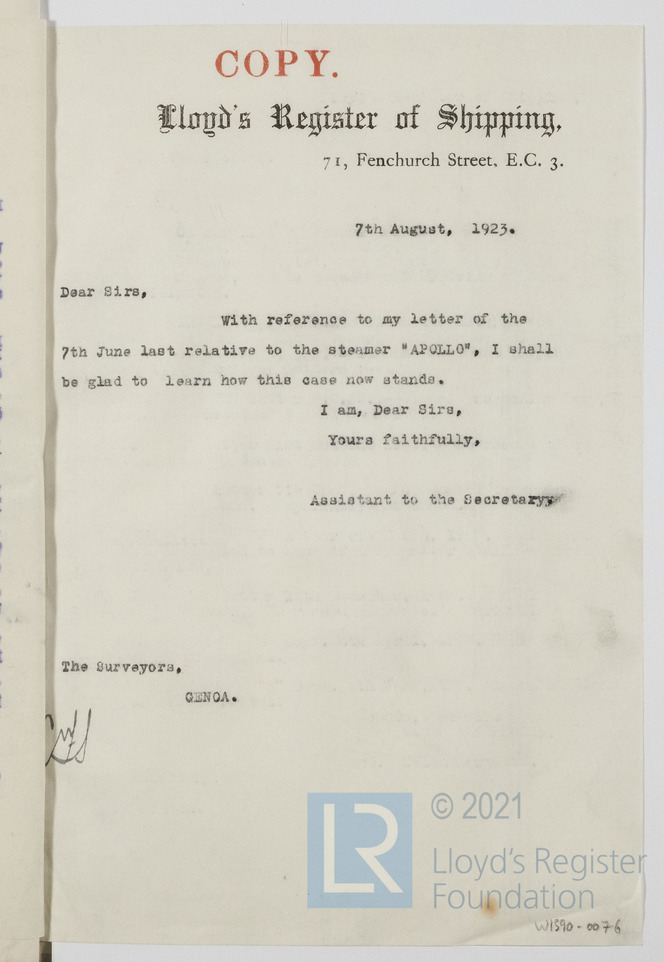 COPY.
Lloyd's Register of Shipping,
71, Fenchurch Street, E.C. 3.
7th August, 1923.
Dear Sirs,
With reference to my letter of the
7th June last relative to the steamer "APOLLO", I shall
be glad to learn how this case now stands.
I am, Dear Sirs,
Yours faithfully,
Assistant to the Secretary.
The Surveyors,
GENOA.
LR
© 2021
Lloyd's Register
Foundation
W1390-0076